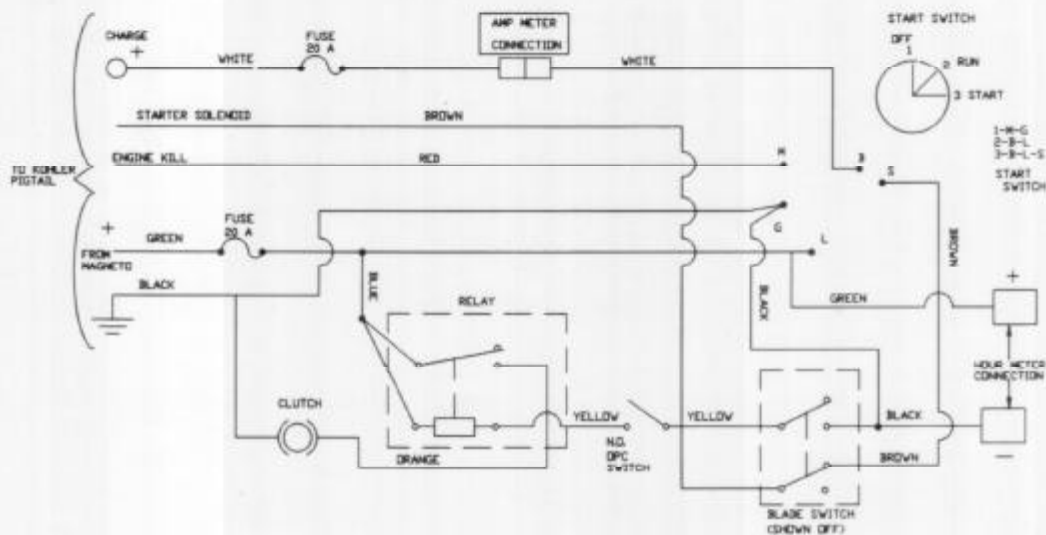 CHARGE
+
WHITE
FUSE
20 A
AMP METER
CONNECTION
WHITE
START SWITCH
OFF
1
2 RUN
3 START
1-M-G
2-B-L
3-B-L-S
START
SWITCH
STARTER SOLENOID
BROWN
ENGINE KILL
RED
M
B
S
TO KOHLER
PIGTAIL
+
FROM
MAGNETO
GREEN
FUSE
20 A
G
L
BLACK
BLUE
RELAY
BLACK
BROWN
GREEN
+
HOUR METER
CONNECTION
CLUTCH
ORANGE
YELLOW
N.O.
OPC
SWITCH
YELLOW
BLACK
BROWN
-
BLADE SWITCH
(SHOWN OFF)